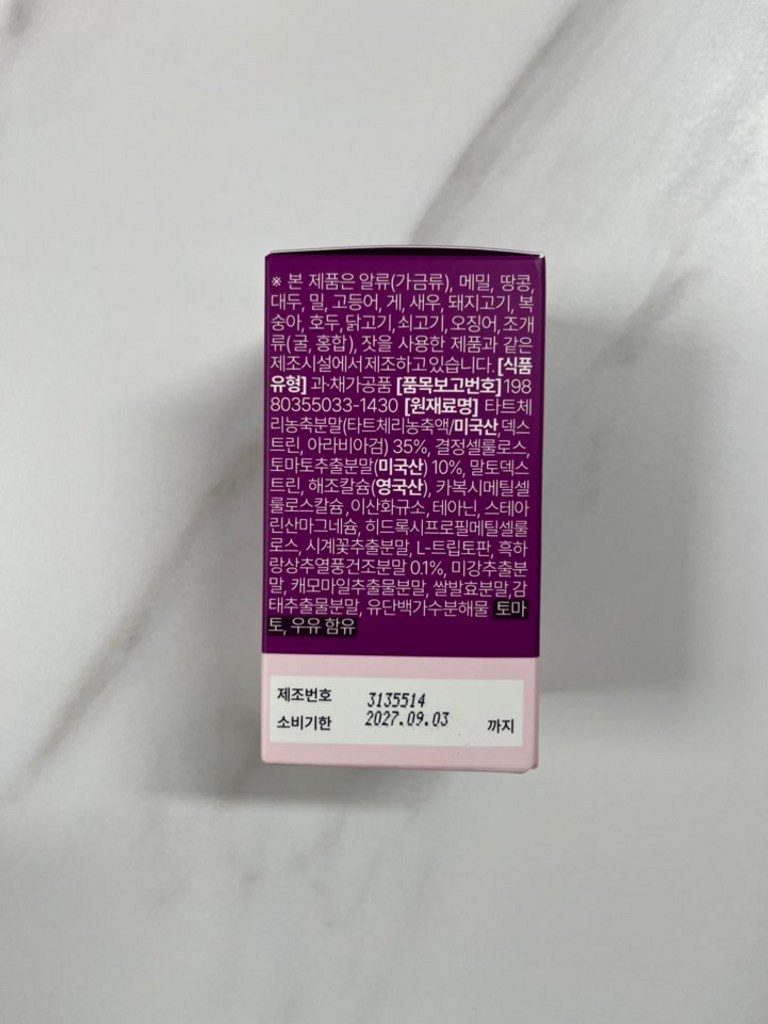 ※ 본 제품은 알류(가금류), 메밀, 땅콩,
대두, 밀, 고등어, 게, 새우, 돼지고기, 복
숭아, 호두, 닭고기, 쇠고기, 오징어, 조개
류(굴, 홍합), 잣을 사용한 제품과 같은
제조시설에서 제조하고 있습니다. [식품
유형] 과·채가공품 [품목보고번호] 198
80355033-1430 [원재료명] 타트체
리농축분말(타트체리농축액/미국산, 덱스
트린, 아라비아검) 35%, 결정셀룰로스,
토마토추출분말(미국산) 10%, 말토덱스
트린, 해조칼슘(영국산), 카복시메틸셀
룰로스칼슘, 이산화규소, 테아닌, 스테아
린산마그네슘, 히드록시프로필메틸셀룰
로스, 시계꽃추출분말, L-트립토판, 흑하
랑상추열풍건조분말 0.1%, 미강추출분
말, 캐모마일추출물분말, 쌀발효분말, 감
태추출물분말, 유단백가수분해물 토마
토, 우유 함유
제조번호 3135514
소비기한 2027.09.03 까지